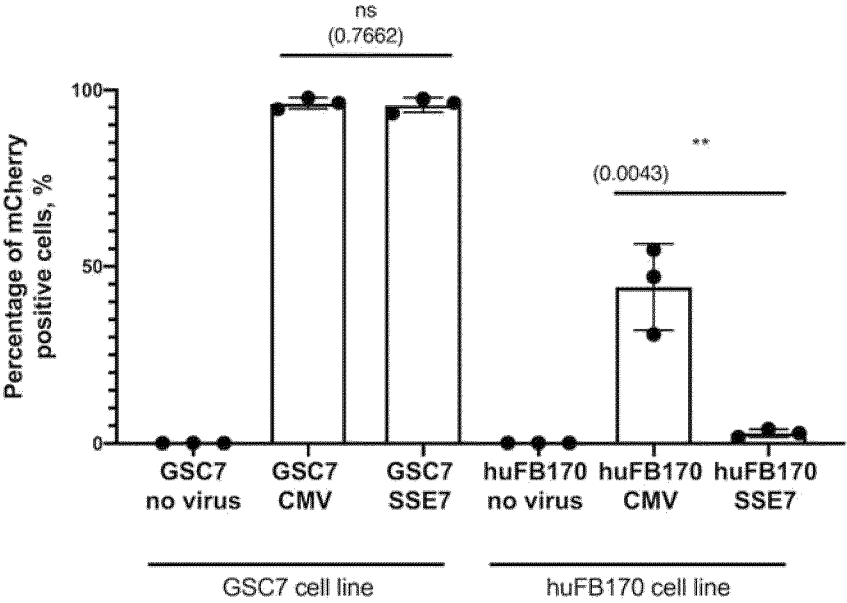 ns
(0.7662)
**
(0.0043)
Percentage of mCherry
positive cells, %
100
50
0
GSC7
no virus
GSC7
CMV
GSC7
SSE7
huFB170
no virus
huFB170
CMV
huFB170
SSE7
GSC7 cell line
huFB170 cell line